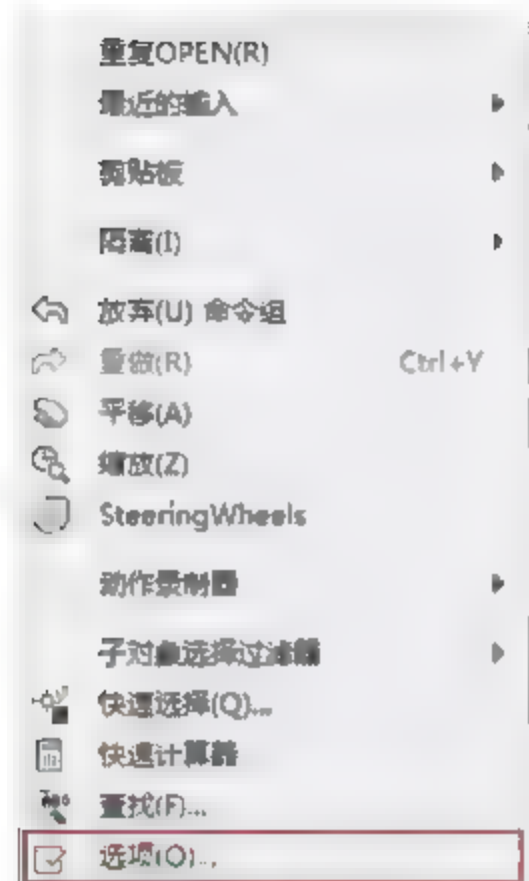 重复OPEN(R)
最近的输入
剪贴板
隔离(I)
放弃(U) 命令组
重做(R) Ctrl+Y
平移(A)
缩放(Z)
SteeringWheels
动作录制器
子对象选择过滤器
快速选择(Q)...
快速计算器
查找(F)...
选项(O)...